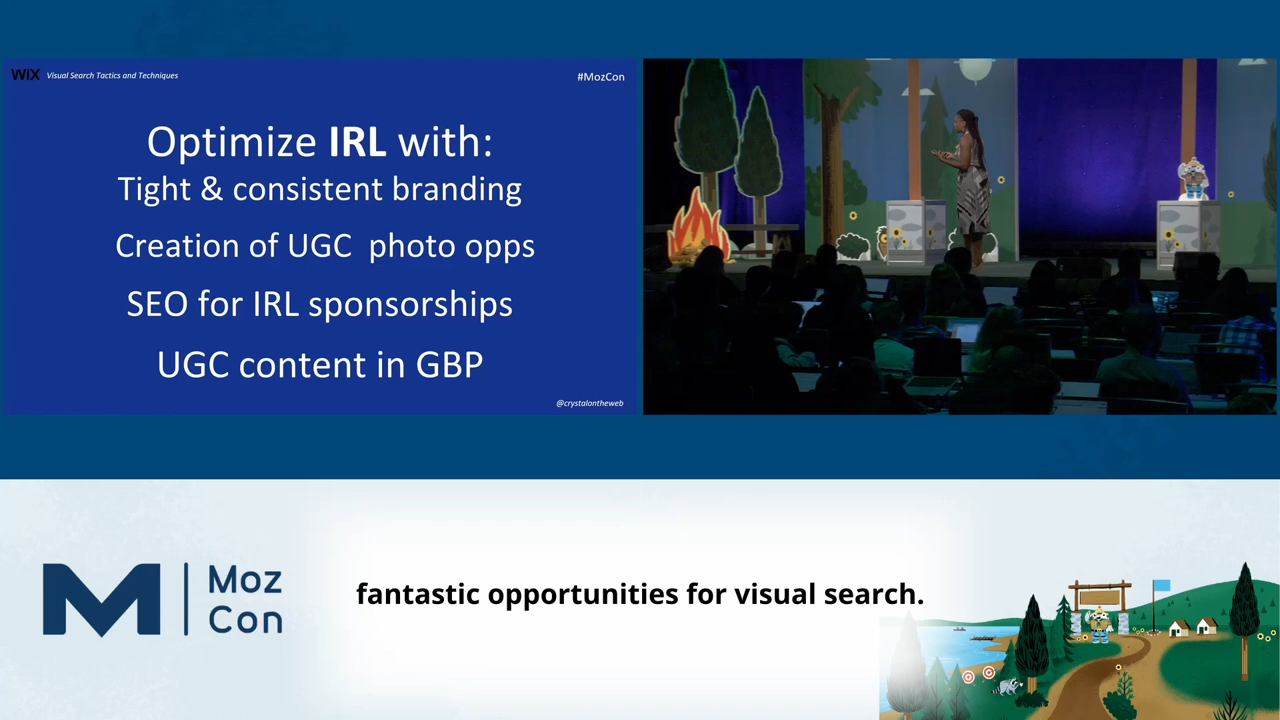 WiX Visual Search Tactics and Techniques
#MozCon
Optimize IRL with:
Tight & consistent branding
Creation of UGC photo opps
SEO for IRL sponsorships
UGC content in GBP
@crystalontheweb
M | Moz Con
fantastic opportunities for visual search.